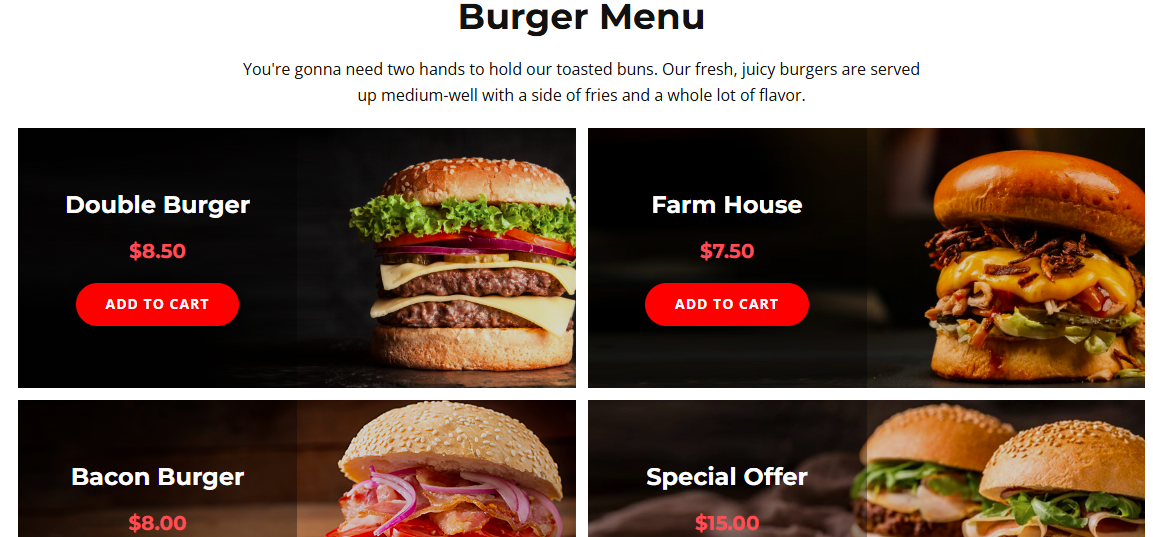 Burger Menu
You're gonna need two hands to hold our toasted buns. Our fresh, juicy burgers are served
up medium-well with a side of fries and a whole lot of flavor.
Double Burger
$8.50
ADD TO CART
Farm House
$7.50
ADD TO CART
Bacon Burger
$8.00
Special Offer
$15.00